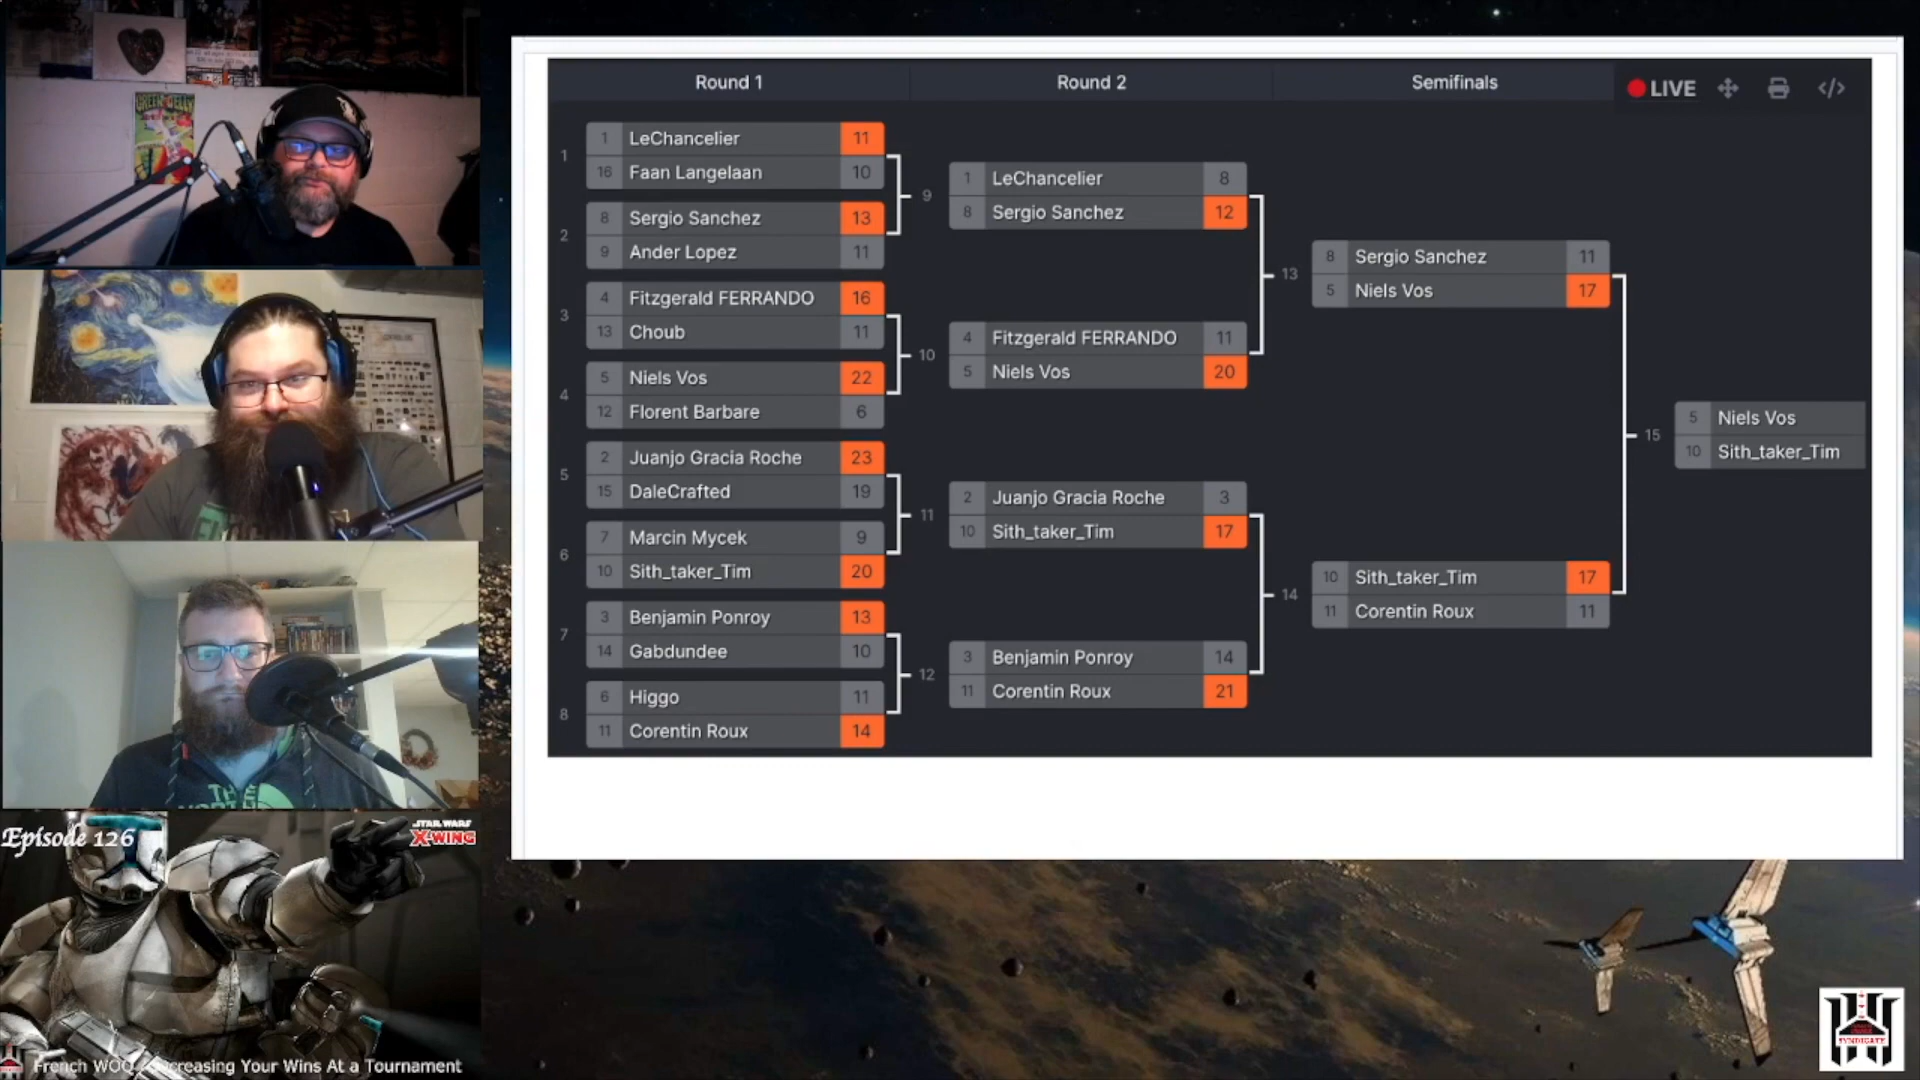 GREEN JELLY
Round 1
Round 2
Semifinals
LIVE
</>
1
1 LeChancelier 11
16 Faan Langelaan 10
2
8 Sergio Sanchez 13
9 Ander Lopez 11
3
4 Fitzgerald FERRANDO 16
13 Choub 11
4
5 Niels Vos 22
12 Florent Barbare 6
5
2 Juanjo Gracia Roche 23
15 DaleCrafted 19
6
7 Marcin Mycek 9
10 Sith_taker_Tim 20
7
3 Benjamin Ponroy 13
14 Gabdundee 10
8
6 Higgo 11
11 Corentin Roux 14
9
1 LeChancelier 8
8 Sergio Sanchez 12
10
4 Fitzgerald FERRANDO 11
5 Niels Vos 20
11
2 Juanjo Gracia Roche 3
10 Sith_taker_Tim 17
12
3 Benjamin Ponroy 14
11 Corentin Roux 21
13
8 Sergio Sanchez 11
5 Niels Vos 17
14
10 Sith_taker_Tim 17
11 Corentin Roux 11
15
5 Niels Vos
10 Sith_taker_Tim
Episode 126
STAR WARS
X-WING
French WOO
Your Wins At a Tournament
SYNDICATE